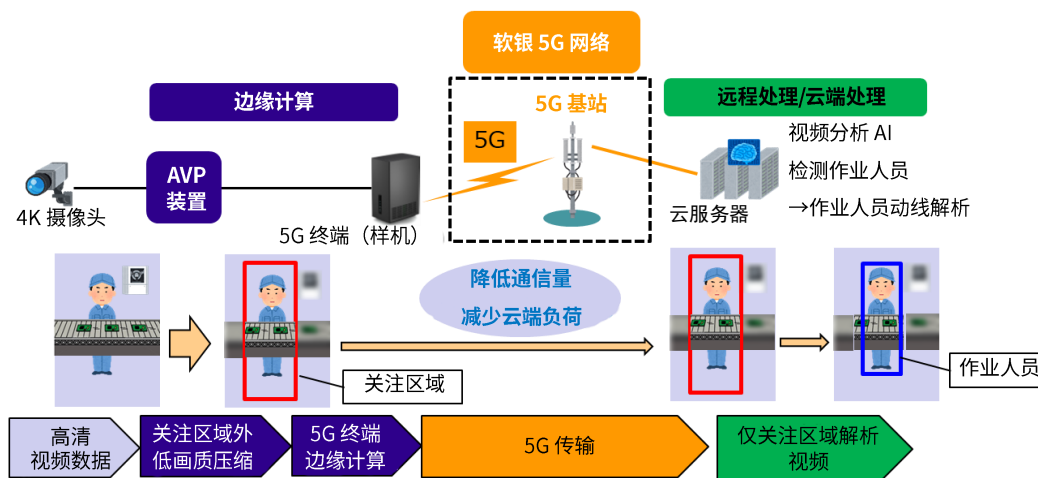 软银 5G 网络
边缘计算
5G 基站
远程处理/云端处理
5G
视频分析 AI
检测作业人员
→作业人员动线解析
AVP
装置
4K 摄像头
5G 终端（样机）
云服务器
降低通信量
减少云端负荷
关注区域
作业人员
高清
视频数据
关注区域外
低画质压缩
5G 终端
边缘计算
5G 传输
仅关注区域解析
视频